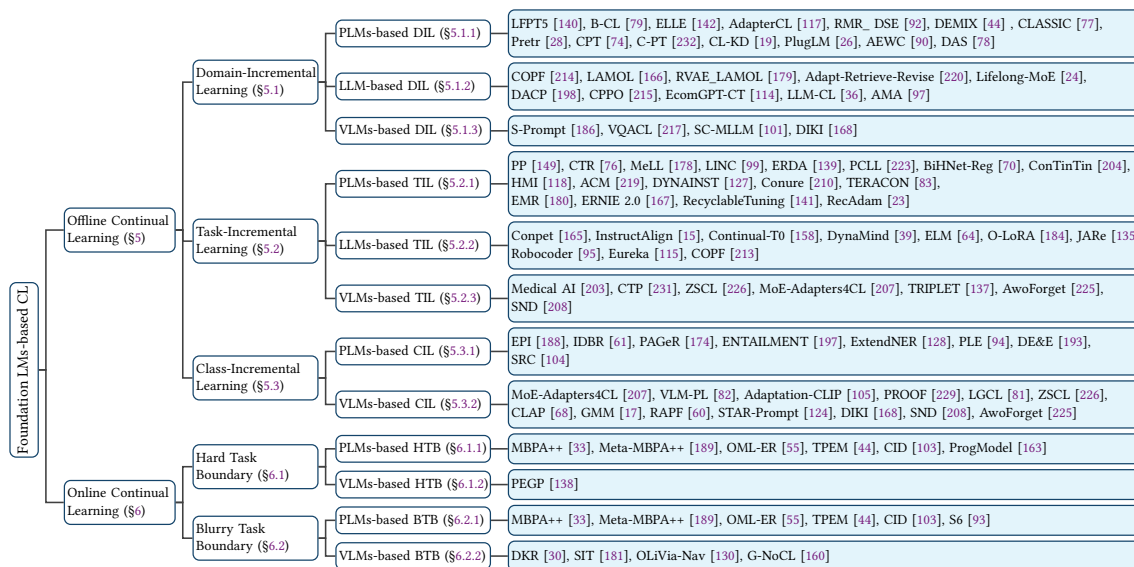 Foundation LMs-based CL
Offline Continual
Learning (§5)
Domain-Incremental
Learning (§5.1)
PLMs-based DIL (§5.1.1)
LFPT5 [140], B-CL [79], ELLE [142], AdapterCL [117], RMR_ DSE [92], DEMIX [44] , CLASSIC [77],
Pretr [28], CPT [74], C-PT [232], CL-KD [19], PlugLM [26], AEWC [90], DAS [78]
LLM-based DIL (§5.1.2)
COPF [214], LAMOL [166], RVAE_LAMOL [179], Adapt-Retrieve-Revise [220], Lifelong-MoE [24],
DACP [198], CPPO [215], EcomGPT-CT [114], LLM-CL [36], AMA [97]
VLMs-based DIL (§5.1.3)
S-Prompt [186], VQACL [217], SC-MLLM [101], DIKI [168]
Task-Incremental
Learning (§5.2)
PLMs-based TIL (§5.2.1)
PP [149], CTR [76], MeLL [178], LINC [99], ERDA [139], PCLL [223], BiHNet-Reg [70], ConTinTin [204],
HMI [118], ACM [219], DYNAINST [127], Conure [210], TERACON [83],
EMR [180], ERNIE 2.0 [167], RecyclableTuning [141], RecAdam [23]
LLMs-based TIL (§5.2.2)
Conpet [165], InstructAlign [15], Continual-T0 [158], DynaMind [39], ELM [64], O-LoRA [184], JARe [135
Robocoder [95], Eureka [115], COPF [213]
VLMs-based TIL (§5.2.3)
Medical AI [203], CTP [231], ZSCL [226], MoE-Adapters4CL [207], TRIPLET [137], AwoForget [225],
SND [208]
Class-Incremental
Learning (§5.3)
PLMs-based CIL (§5.3.1)
EPI [188], IDBR [61], PAGeR [174], ENTAILMENT [197], ExtendNER [128], PLE [94], DE&E [193],
SRC [104]
VLMs-based CIL (§5.3.2)
MoE-Adapters4CL [207], VLM-PL [82], Adaptation-CLIP [105], PROOF [229], LGCL [81], ZSCL [226],
CLAP [68], GMM [17], RAPF [60], STAR-Prompt [124], DIKI [168], SND [208], AwoForget [225]
Online Continual
Learning (§6)
Hard Task
Boundary (§6.1)
PLMs-based HTB (§6.1.1)
MBPA++ [33], Meta-MBPA++ [189], OML-ER [55], TPEM [44], CID [103], ProgModel [163]
VLMs-based HTB (§6.1.2)
PEGP [138]
Blurry Task
Boundary (§6.2)
PLMs-based BTB (§6.2.1)
MBPA++ [33], Meta-MBPA++ [189], OML-ER [55], TPEM [44], CID [103], S6 [93]
VLMs-based BTB (§6.2.2)
DKR [30], SIT [181], OLiVia-Nav [130], G-NoCL [160]